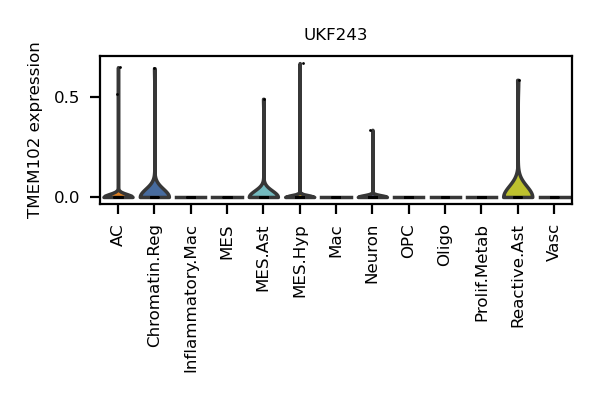 UKF243
TMEM102 expression
0.5
0.0
AC
Chromatin.Reg
Inflammatory.Mac
MES
MES.Ast
MES.Hyp
Mac
Neuron
OPC
Oligo
Prolif.Metab
Reactive.Ast
Vasc